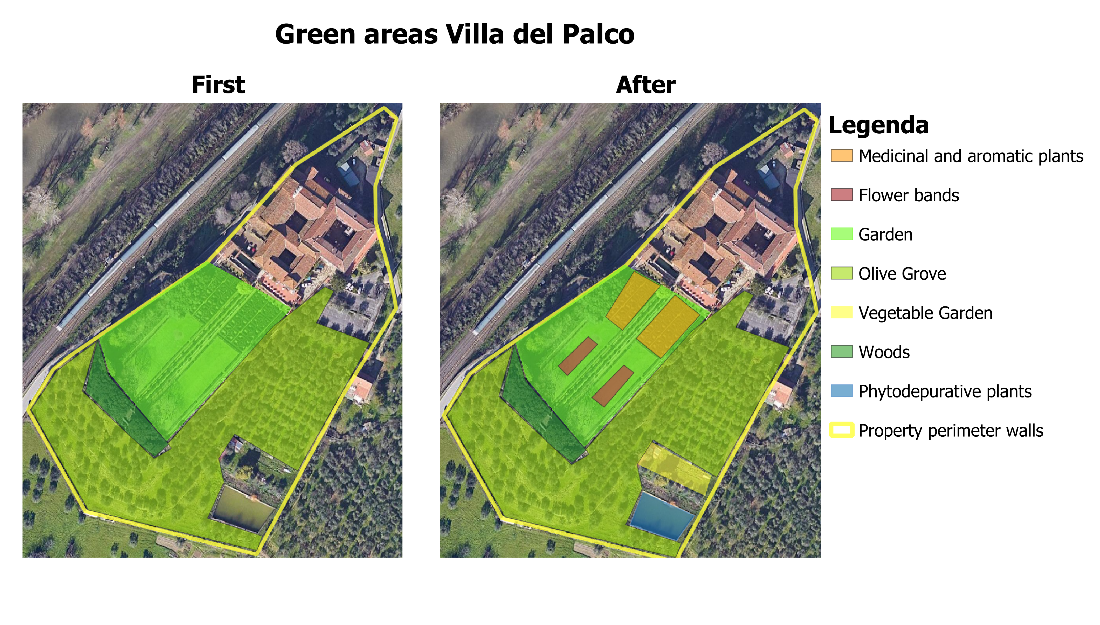 Green areas Villa del Palco
First
After
Legenda
Medicinal and aromatic plants
Flower bands
Garden
Olive Grove
Vegetable Garden
Woods
Phytodepurative plants
Property perimeter walls